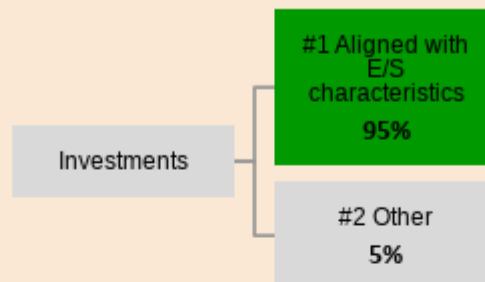 #1 Aligned with
E/S
characteristics
95%
Investments
#2 Other
5%